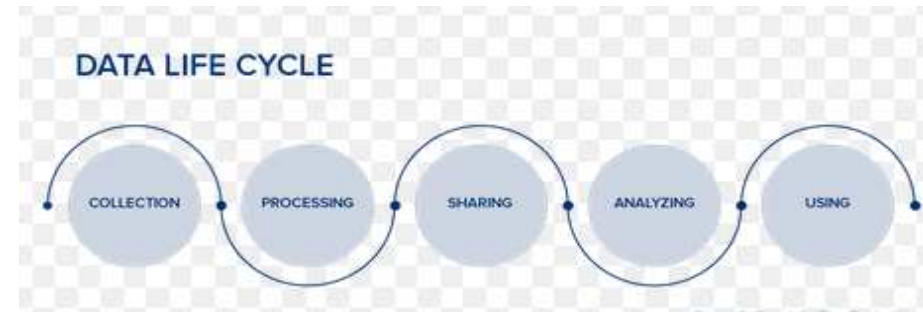 DATA LIFE CYCLE
COLLECTION
PROCESSING
SHARING
ANALYZING
USING